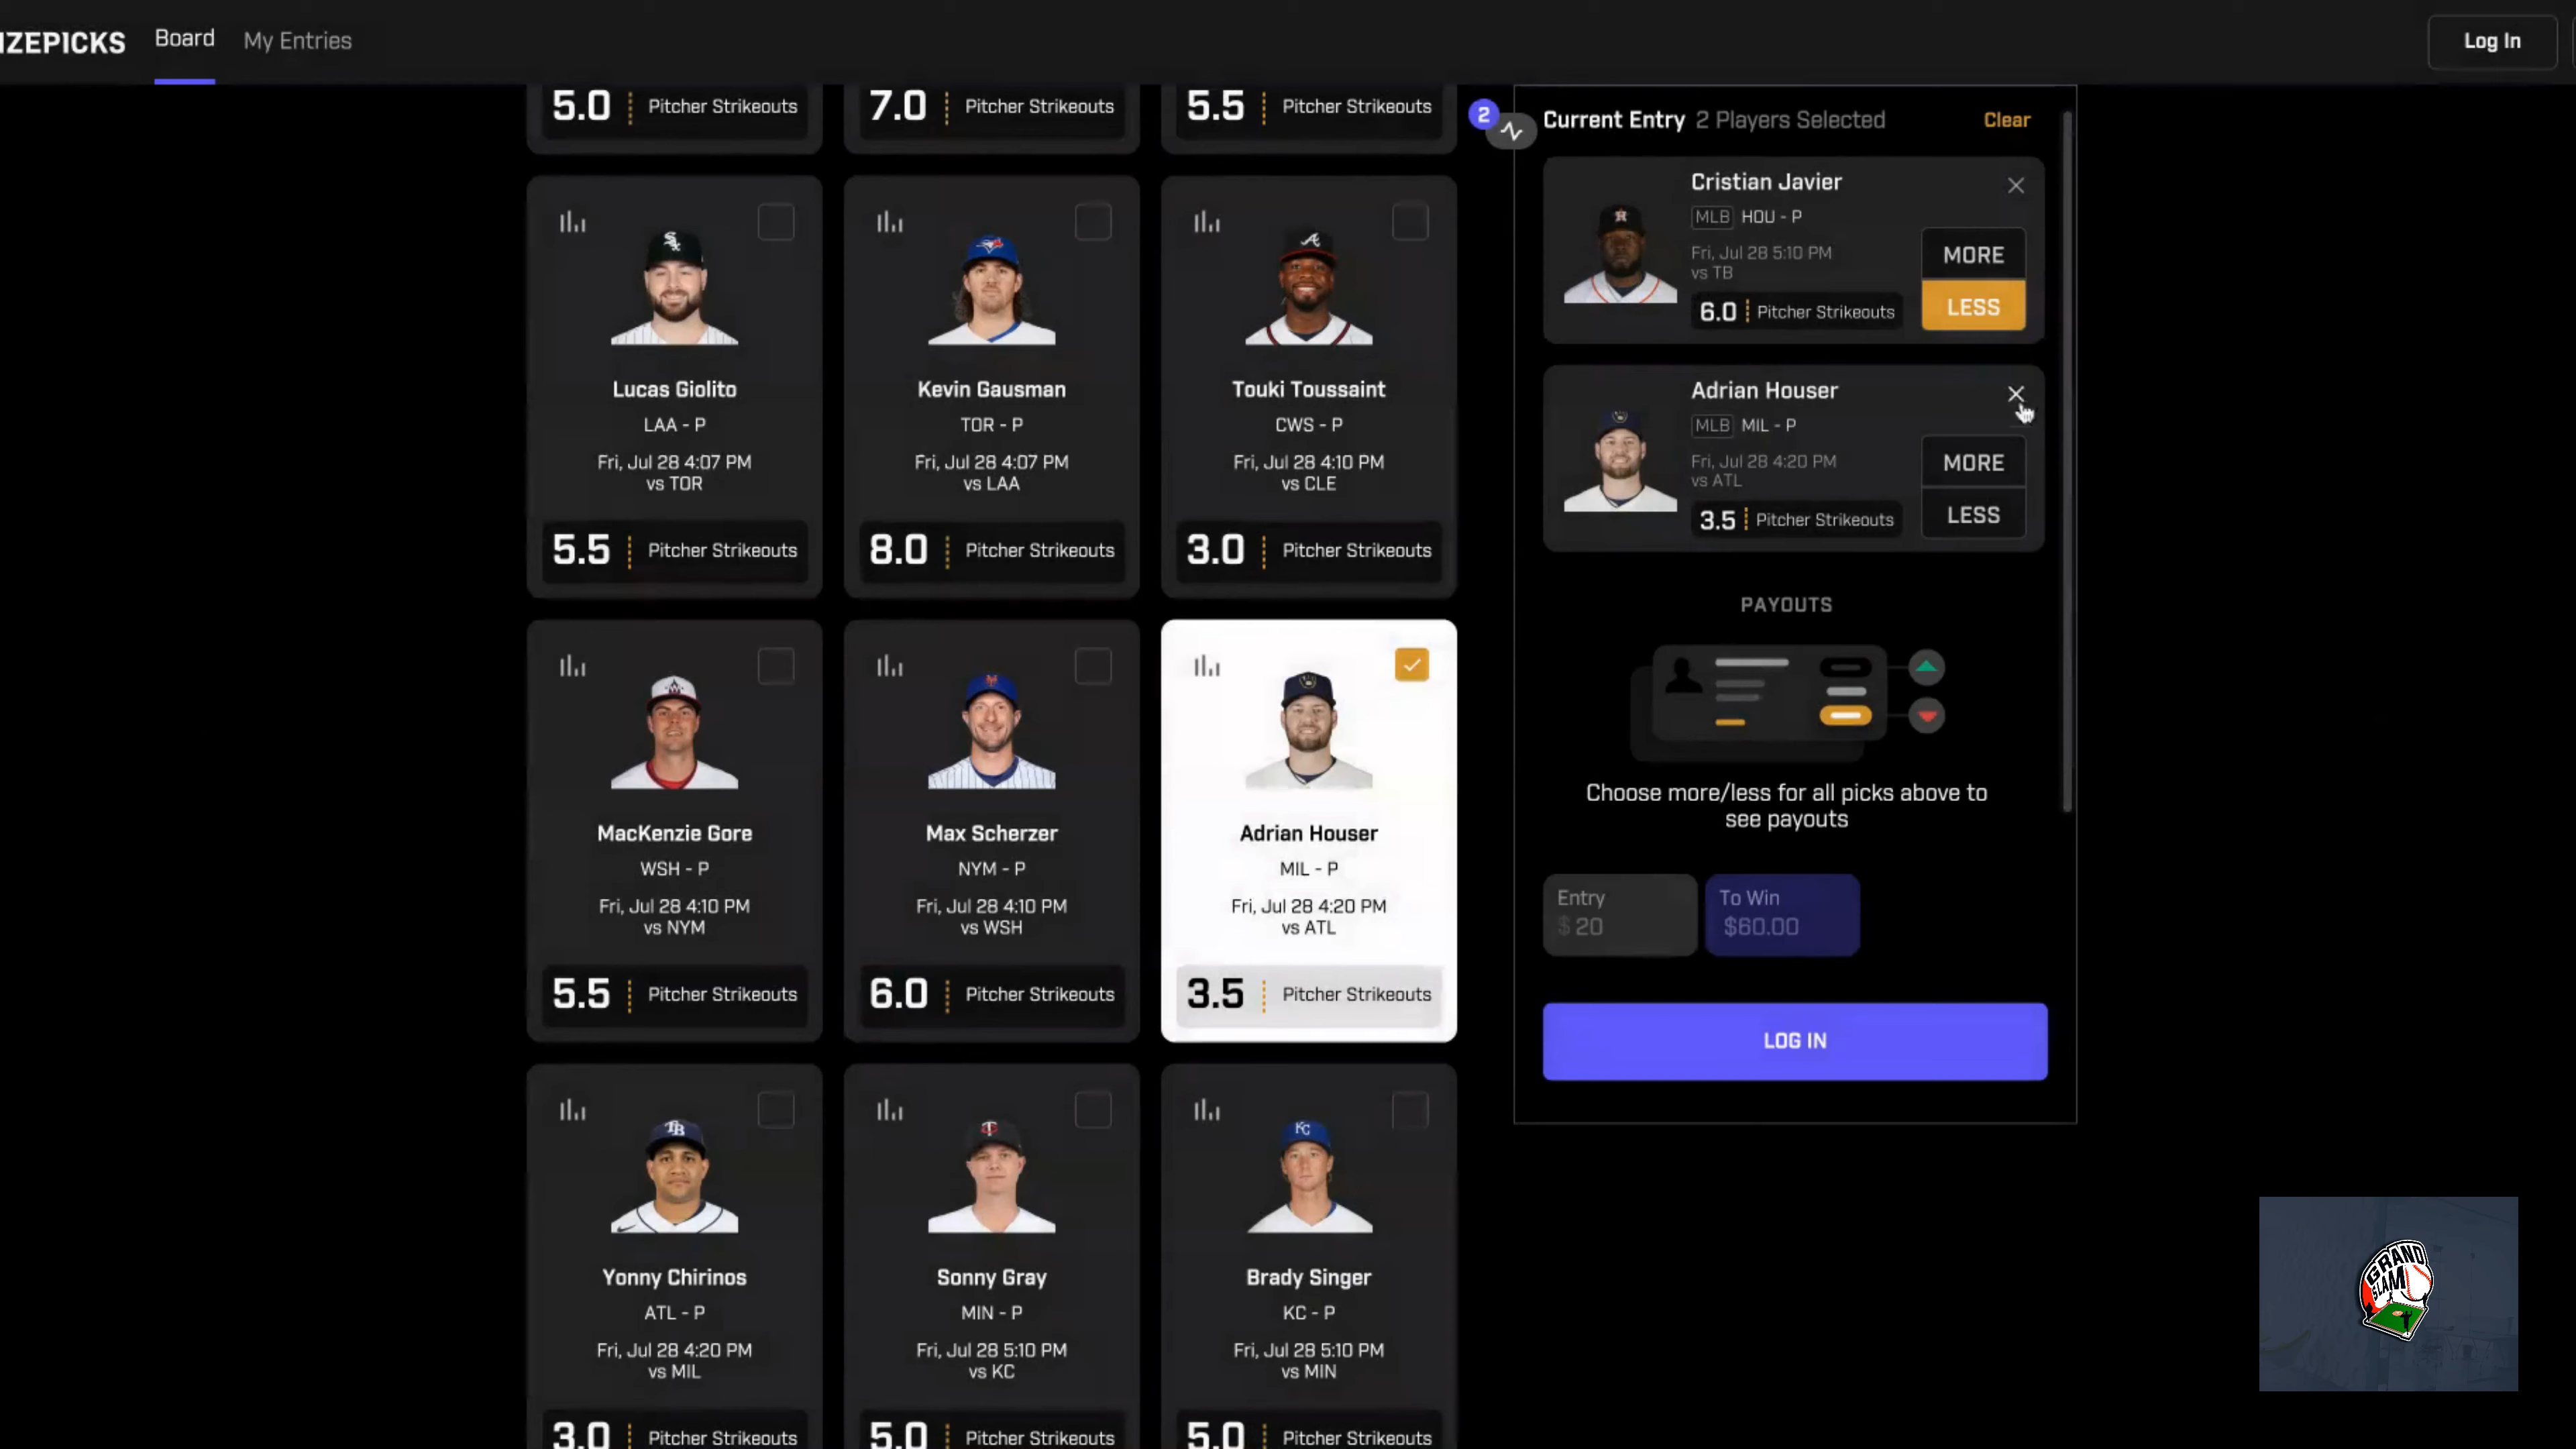 IZEPICKS
Board
My Entries
Log In
5.0 Pitcher Strikeouts
7.0 Pitcher Strikeouts
5.5 Pitcher Strikeouts
Lucas Giolito
LAA - P
Fri, Jul 28 4:07 PM
vs TOR
5.5 Pitcher Strikeouts
Kevin Gausman
TOR - P
Fri, Jul 28 4:07 PM
vs LAA
8.0 Pitcher Strikeouts
Touki Toussaint
CWS - P
Fri, Jul 28 4:10 PM
vs CLE
3.0 Pitcher Strikeouts
MacKenzie Gore
WSH - P
Fri, Jul 28 4:10 PM
vs NYM
5.5 Pitcher Strikeouts
Max Scherzer
NYM - P
Fri, Jul 28 4:10 PM
vs WSH
6.0 Pitcher Strikeouts
Adrian Houser
MIL - P
Fri, Jul 28 4:20 PM
vs ATL
3.5 Pitcher Strikeouts
Yonny Chirinos
ATL - P
Fri, Jul 28 4:20 PM
vs MIL
3.0 Pitcher Strikeouts
Sonny Gray
MIN - P
Fri, Jul 28 5:10 PM
vs KC
5.0 Pitcher Strikeouts
Brady Singer
KC - P
Fri, Jul 28 5:10 PM
vs MIN
5.0 Pitcher Strikeouts
2
Current Entry 2 Players Selected
Clear
Cristian Javier
MLB HOU - P
Fri, Jul 28 5:10 PM
vs TB
6.0 Pitcher Strikeouts
MORE
LESS
Adrian Houser
MLB MIL - P
Fri, Jul 28 4:20 PM
vs ATL
3.5 Pitcher Strikeouts
MORE
LESS
PAYOUTS
Choose more/less for all picks above to
see payouts
Entry
$ 20
To Win
$60.00
LOG IN
GRAND
SLAM